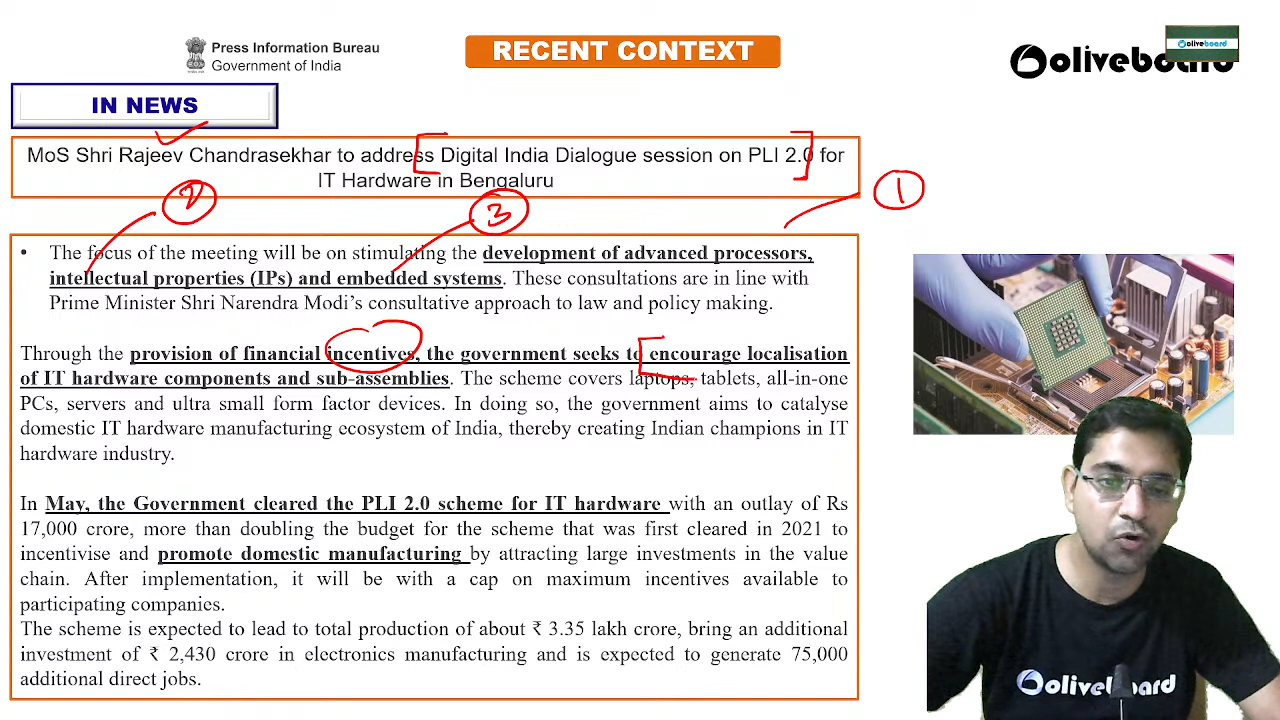 Press Information Bureau
Government of India
RECENT CONTEXT
oliveboard
oliveboard
IN NEWS
MoS Shri Rajeev Chandrasekhar to address Digital India Dialogue session on PLI 2.0 for
IT Hardware in Bengaluru
2
3
1
• The focus of the meeting will be on stimulating the development of advanced processors,
intellectual properties (IPs) and embedded systems. These consultations are in line with
Prime Minister Shri Narendra Modi's consultative approach to law and policy making.
Through the provision of financial incentives, the government seeks to encourage localisation
of IT hardware components and sub-assemblies. The scheme covers laptops, tablets, all-in-one
PCs, servers and ultra small form factor devices. In doing so, the government aims to catalyse
domestic IT hardware manufacturing ecosystem of India, thereby creating Indian champions in IT
hardware industry.
In May, the Government cleared the PLI 2.0 scheme for IT hardware with an outlay of Rs
17,000 crore, more than doubling the budget for the scheme that was first cleared in 2021 to
incentivise and promote domestic manufacturing by attracting large investments in the value
chain. After implementation, it will be with a cap on maximum incentives available to
participating companies.
The scheme is expected to lead to total production of about ₹ 3.35 lakh crore, bring an additional
investment of ₹ 2,430 crore in electronics manufacturing and is expected to generate 75,000
additional direct jobs.
oliveboard